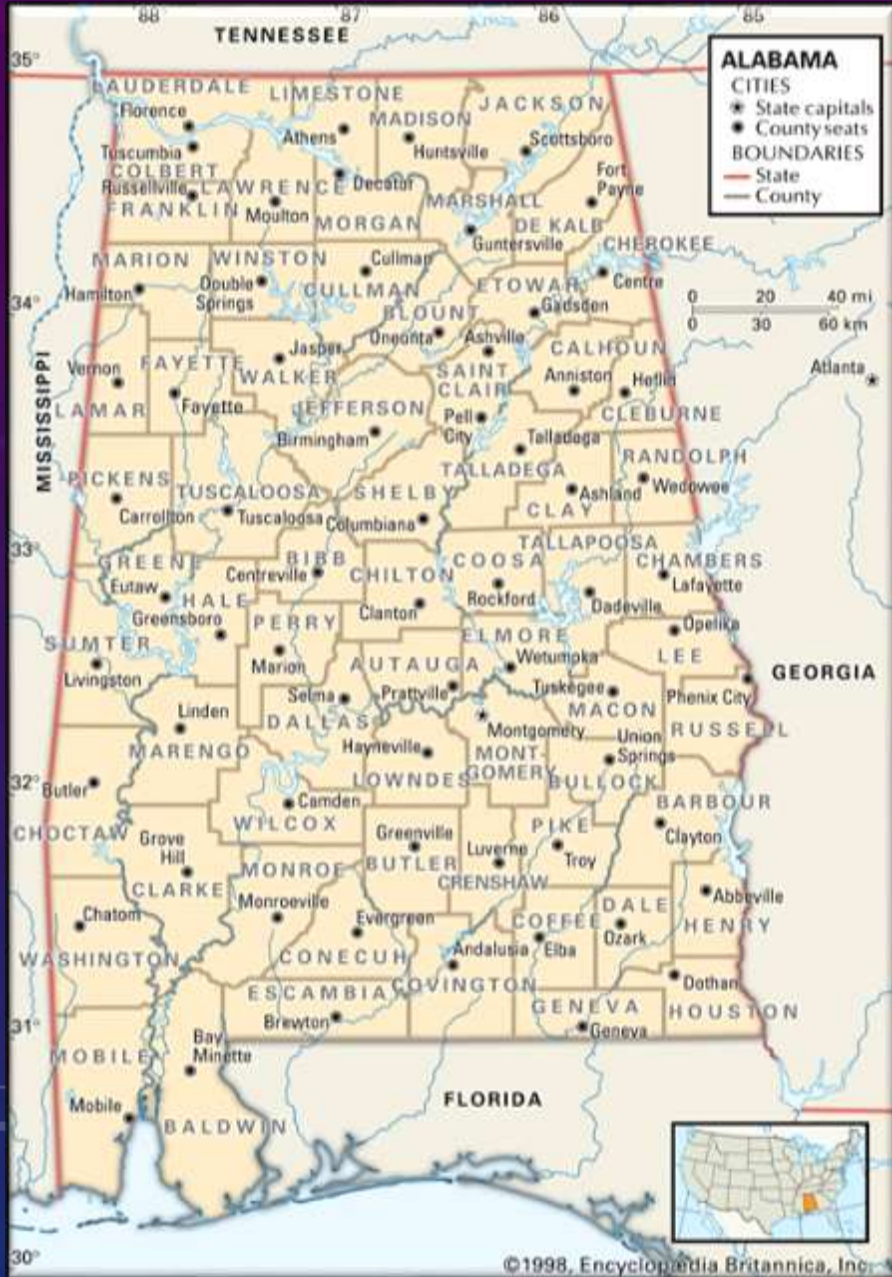 88 87 86 85
TENNESSEE
35°
ALABAMA
CITIES
State capitals
County seats
BOUNDARIES
State
County
LAUDERDALE
LIMESTONE
JACKSON
Florence
MADISON
Athens
Huntsville
Scottsboro
Tuscumbia
COLBERT
Decatur
Fort
Payne
Russellville
LAWRENCE
FRANKLIN
Moulton
MARSHALL
MORGAN
DE KALB
Guntersville
CHEROKEE
MARION
WINSTON
Cullman
Centre
Hamilton
Double
Springs
CULLMAN
ETOWAH
34°
Gadsden
0 20 40 mi
0 30 60 km
BLOUNT
Oneonta
Ashville
CALHOUN
Jasper
Vernon
FAYETTE
WALKER
SAINT
CLAIR
Anniston
Heflin
Atlanta
LAMAR
Fayette
JEFFERSON
Pell
City
CLEBURNE
Birmingham
Talladega
MISSISSIPPI
RANDOLPH
PICKENS
TALLADEGA
TUSCALOOSA
SHELBY
Ashland
Wedowee
Carrollton
Tuscaloosa
Columbiana
CLAY
33°
TALLAPOOSA
GREENE
BIBB
COOSA
CHAMBERS
Eutaw
Centreville
CHILTON
Lafayette
HALE
Rockford
Dadeville
Greensboro
Clanton
PERRY
Opelika
SUMTER
ELMORE
Marion
AUTAUGA
Wetumpka
LEE
Livingston
GEORGIA
Selma
Prattville
Tuskegee
Phenix City
Linden
DALLAS
MACON
Montgomery
RUSSELL
MARENGO
Hayneville
MONT-
GOMERY
Union
Springs
32°
Butler
LOWNDES
BULLOCK
Camden
BARBOUR
CHOCTAW
WILCOX
Grove
Hill
Greenville
PIKE
Clayton
Luverne
Troy
MONROE
BUTLER
CLARKE
CRENSHAW
Abbeville
Chatom
Monroeville
Evergreen
DALE
COFFEE
HENRY
Ozark
Andalusia
Elba
WASHINGTON
CONECUH
Dothan
COVINGTON
ESCAMBIA
GENEVA
HOUSTON
31°
Brewton
Geneva
Bay
Minette
MOBILE
FLORIDA
Mobile
BALDWIN
30°
©1998, Encyclopædia Britannica, Inc.